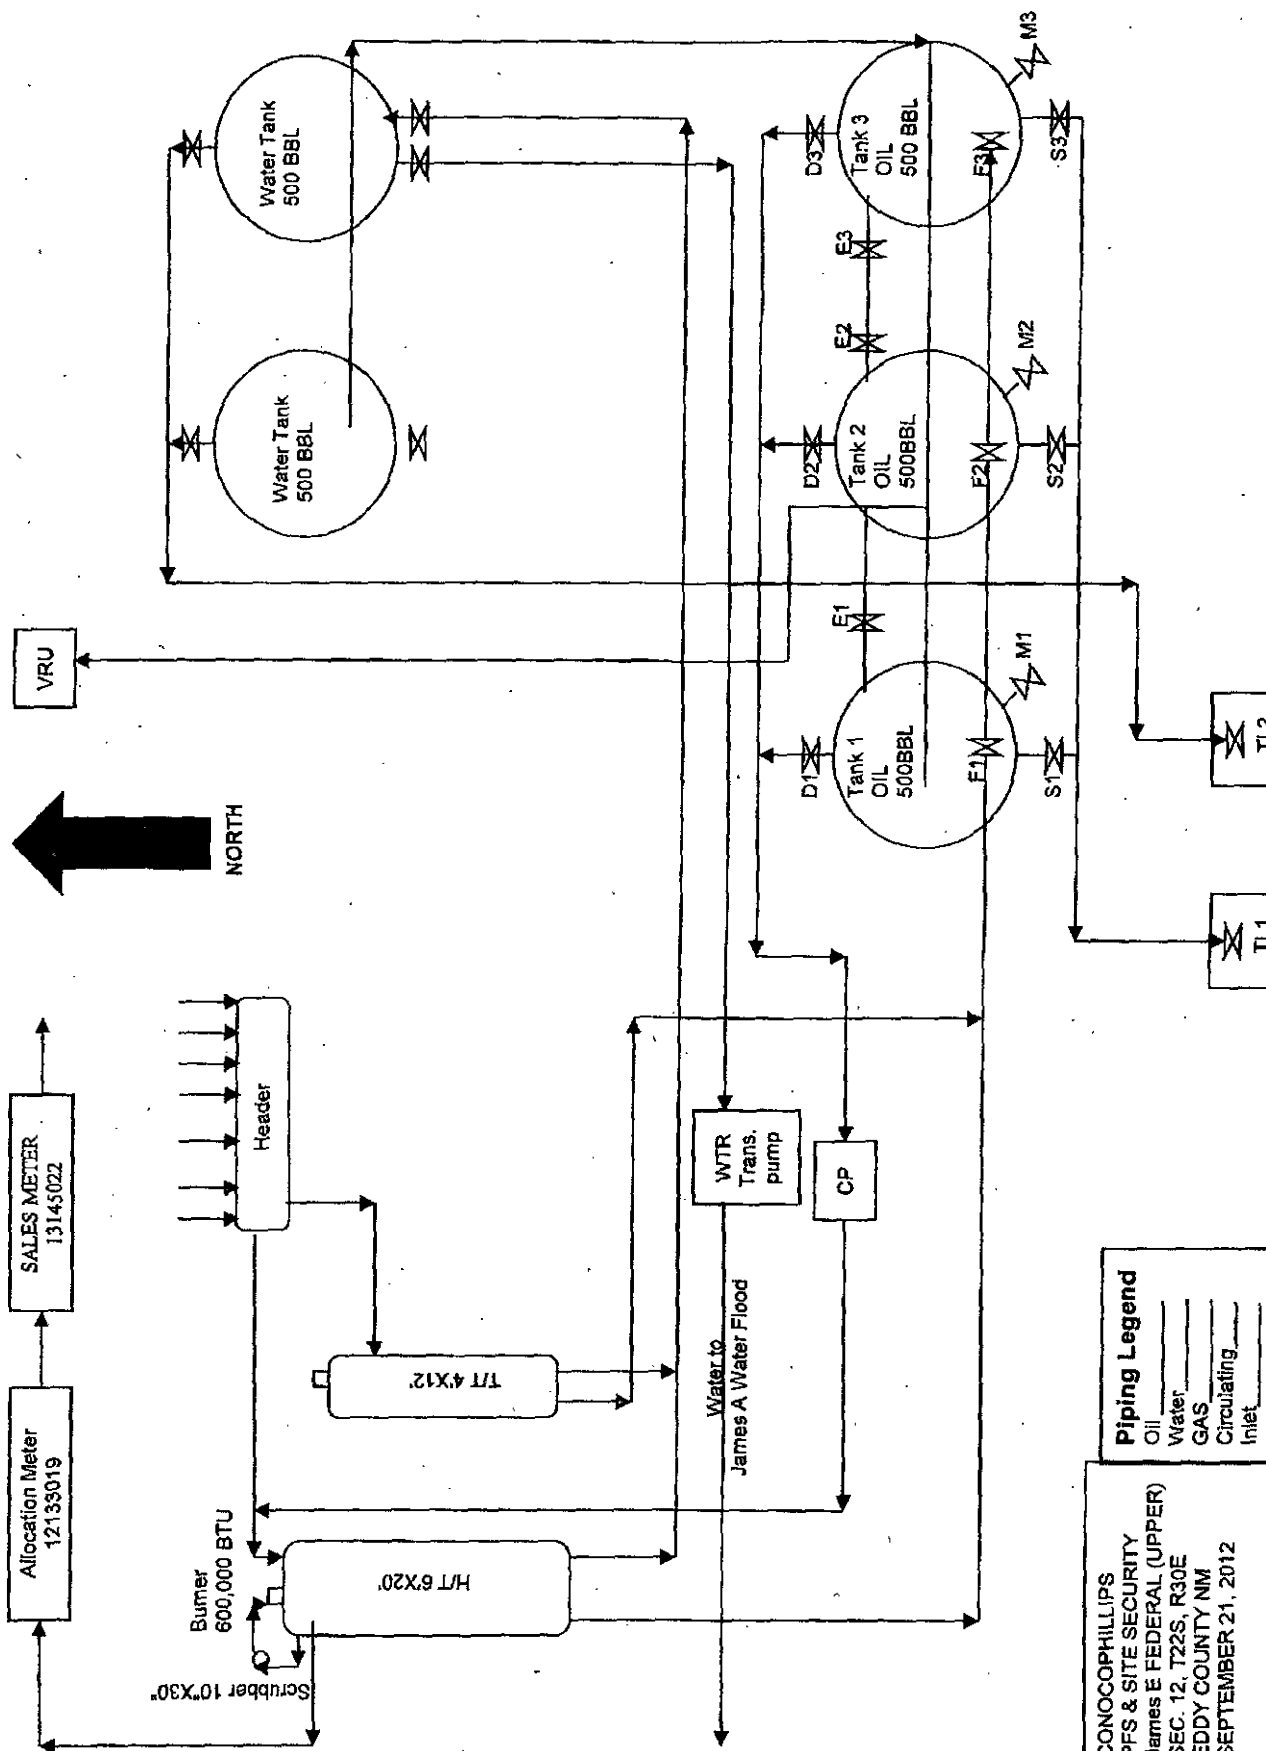 Allocation Meter
12133019
SALES METER
13145022
NORTH
VRU
Water Tank
500 BBL
Water Tank
500 BBL
Header
Burner
600,000 BTU
Scrubber 10"X30"
H/T 6'X20'
T/T 4'X12'
Water to
James A Water Flood
WTR
Trans.
pump
CP
D1
Tank 1
OIL
500BBL
E1
F1
M1
S1
D2
Tank 2
OIL
500BBL
E2
F2
M2
S2
D3
Tank 3
OIL
500 BBL
E3
F3
M3
S3
TL1
TL2
Piping Legend
Oil
Water
GAS
Circulating
Inlet
CONOCOPHILLIPS
PFS & SITE SECURITY
James E FEDERAL (UPPER)
SEC. 12, T22S, R30E
EDDY COUNTY NM
SEPTEMBER 21, 2012